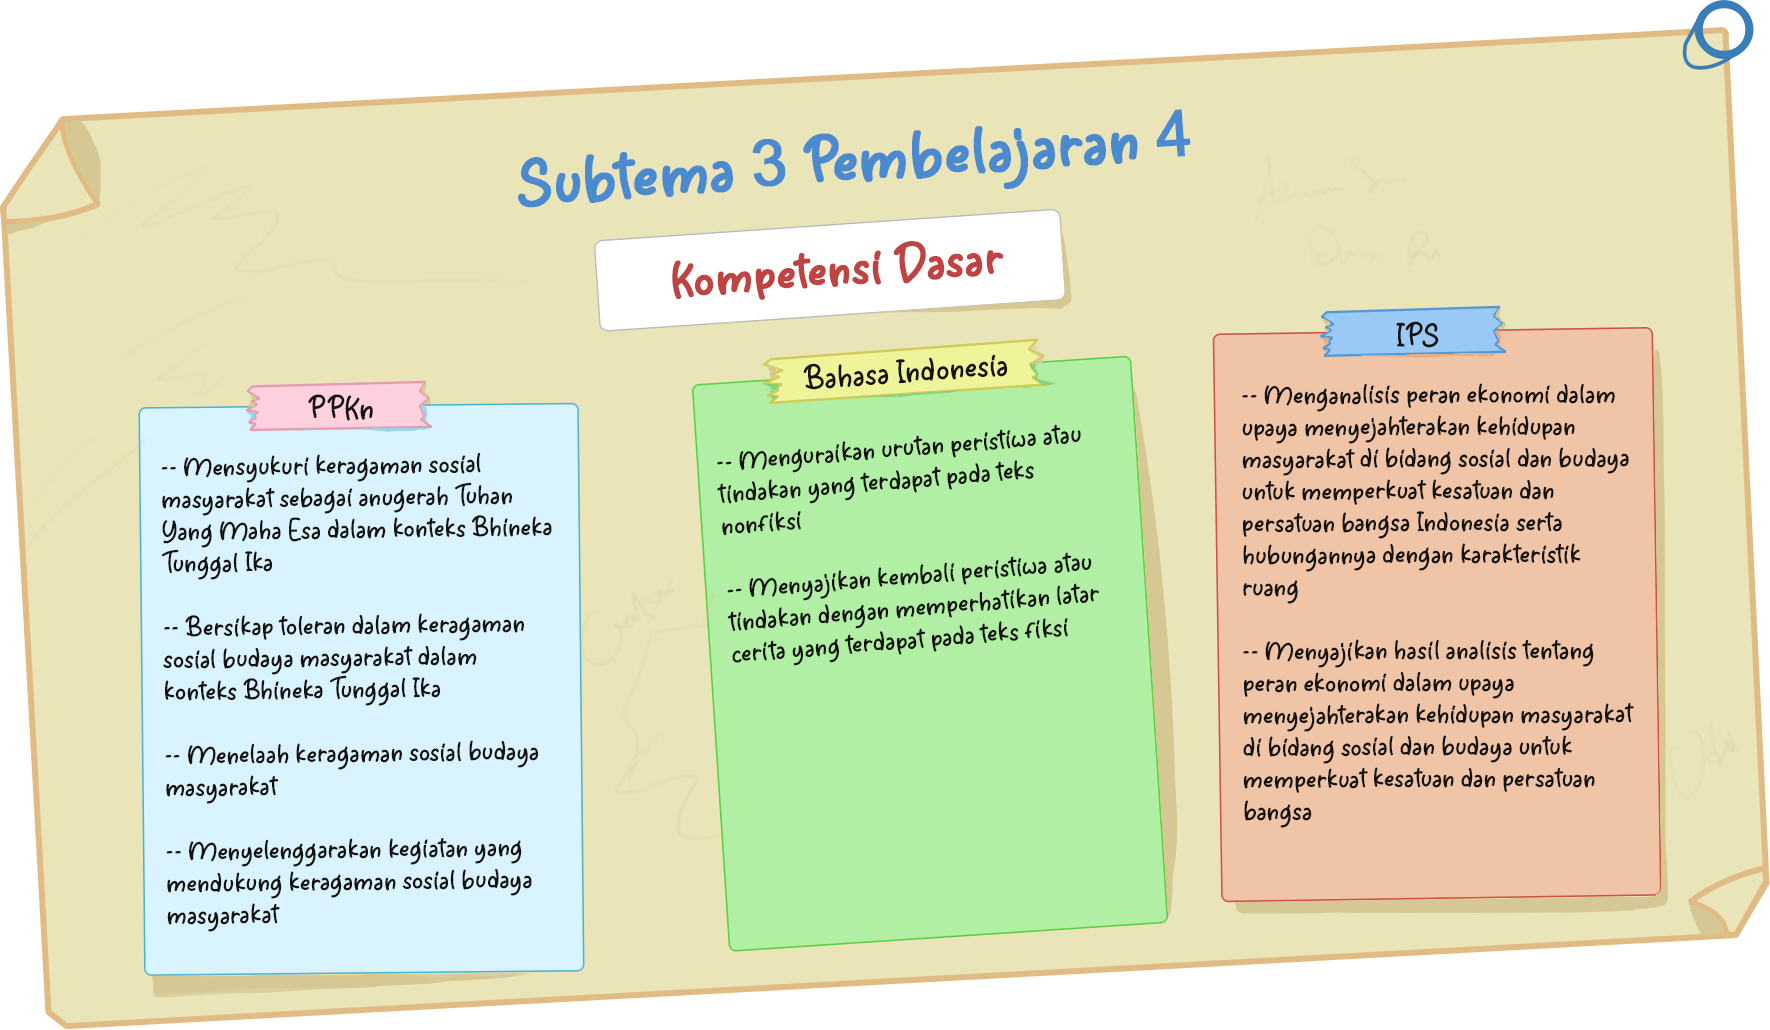 Subtema 3 Pembelajaran 4
Kompetensi Dasar
PPKn
-- Mensyukuri keragaman sosial
masyarakat sebagai anugerah Tuhan
Yang Maha Esa dalam konteks Bhineka
Tunggal Ika
-- Bersikap toleran dalam keragaman
sosial budaya masyarakat dalam
konteks Bhineka Tunggal Ika
-- Menelaah keragaman sosial budaya
masyarakat
-- Menyelenggarakan kegiatan yang
mendukung keragaman sosial budaya
masyarakat
Bahasa Indonesia
-- Menguraikan urutan peristiwa atau
tindakan yang terdapat pada teks
nonfiksi
-- Menyajikan kembali peristiwa atau
tindakan dengan memperhatikan latar
cerita yang terdapat pada teks fiksi
IPS
-- Menganalisis peran ekonomi dalam
upaya menyejahterakan kehidupan
masyarakat di bidang sosial dan budaya
untuk memperkuat kesatuan dan
persatuan bangsa Indonesia serta
hubungannya dengan karakteristik
ruang
-- Menyajikan hasil analisis tentang
peran ekonomi dalam upaya
menyejahterakan kehidupan masyarakat
di bidang sosial dan budaya untuk
memperkuat kesatuan dan persatuan
bangsa